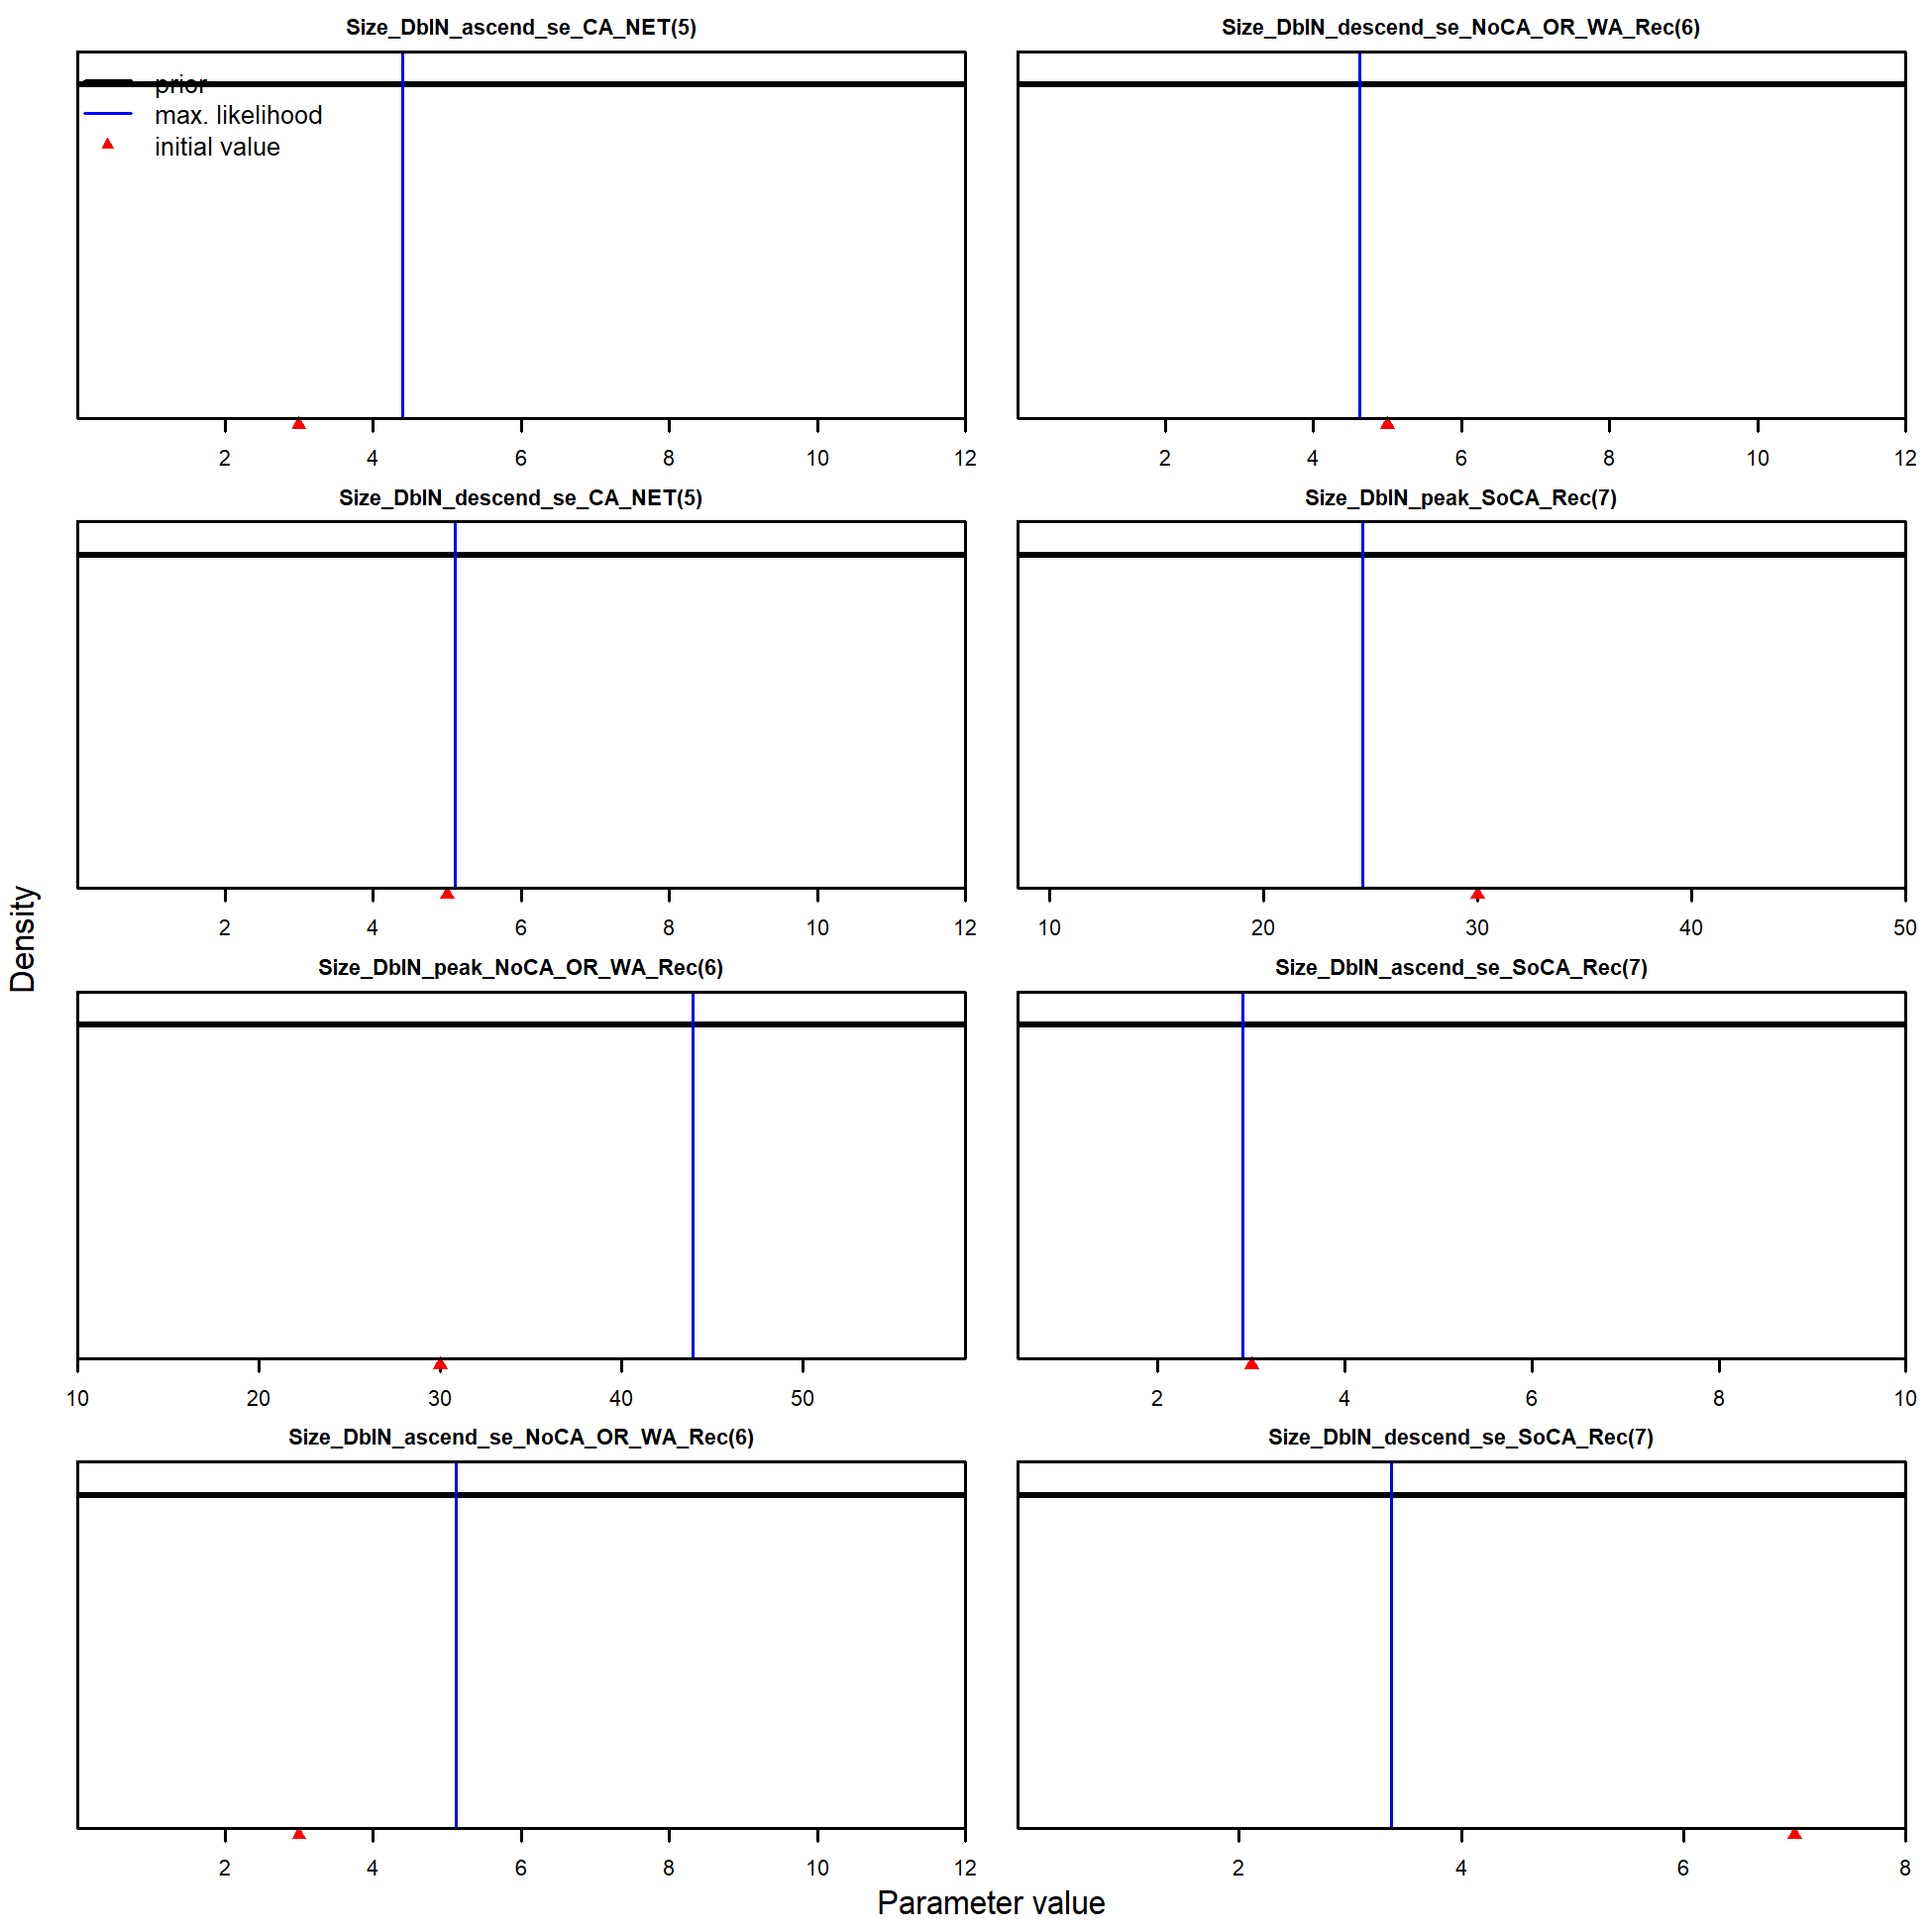 Size_DblN_ascend_se_CA_NET(5)
prior
max. likelihood
initial value
2 4 6 8 10 12
Size_DblN_descend_se_NoCA_OR_WA_Rec(6)
2 4 6 8 10 12
Size_DblN_descend_se_CA_NET(5)
2 4 6 8 10 12
Size_DblN_peak_SoCA_Rec(7)
10 20 30 40 50
Size_DblN_peak_NoCA_OR_WA_Rec(6)
10 20 30 40 50
Size_DblN_ascend_se_SoCA_Rec(7)
2 4 6 8 10
Size_DblN_ascend_se_NoCA_OR_WA_Rec(6)
2 4 6 8 10 12
Size_DblN_descend_se_SoCA_Rec(7)
2 4 6 8
Density
Parameter value